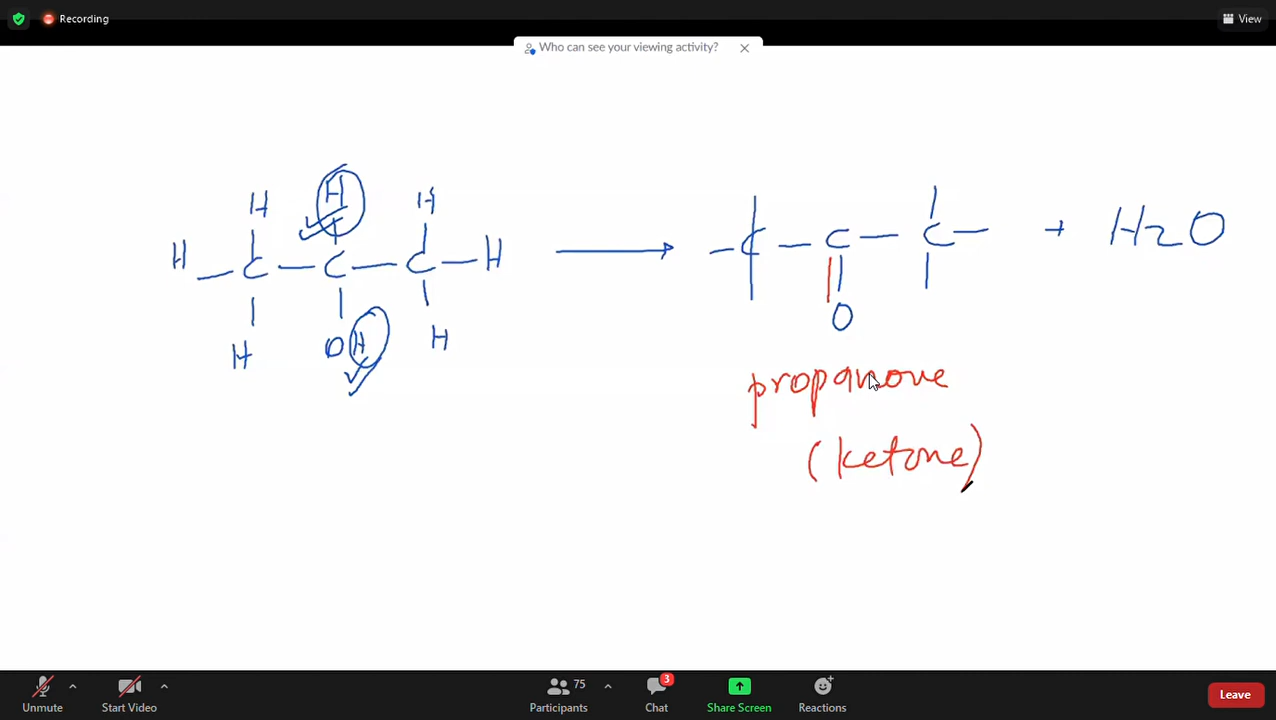 Recording
View
Who can see your viewing activity?
H H H
H C C C H
H OH H
C C C + H2O
O
propanone
(ketone)
Unmute
Start Video
75
Participants
3
Chat
Share Screen
Reactions
Leave